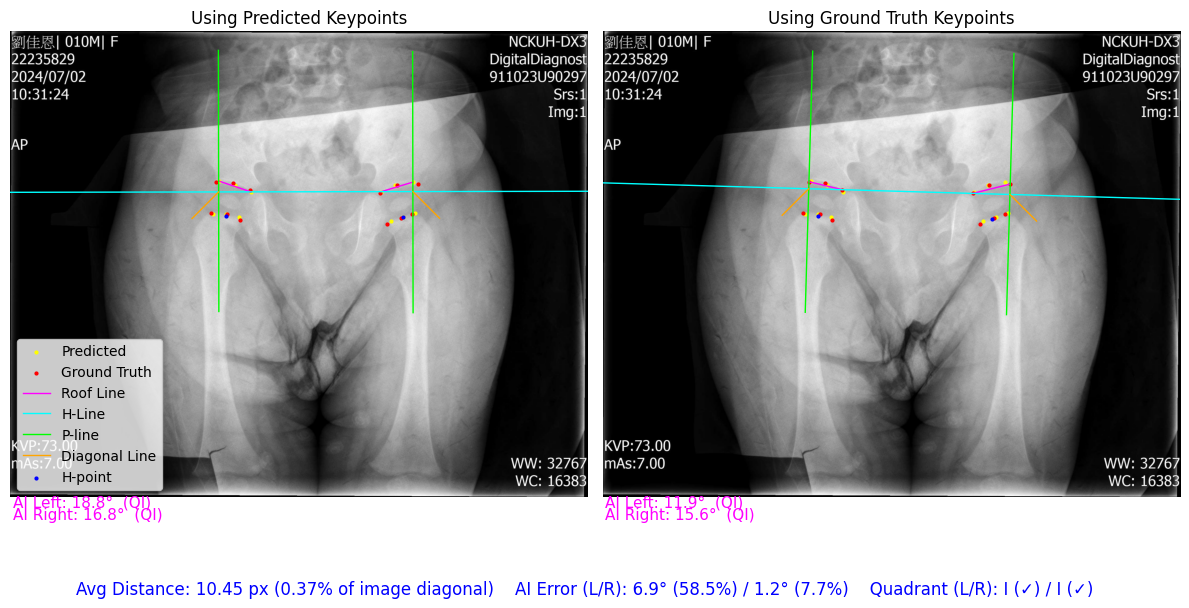 Using Predicted Keypoints
劉佳恩| 010M| F
22235829
2024/07/02
10:31:24
AP
NCKUH-DX3
DigitalDiagnost
911023U90297
Srs:1
Img:1
Predicted
Ground Truth
Roof Line
H-Line
P-line
Diagonal Line
H-point
KVP:73.00
mAs:7.00
WW: 32767
WC: 16383
AI Left: 18.8° (QI)
AI Right: 16.8° (QI)
Using Ground Truth Keypoints
劉佳恩| 010M| F
22235829
2024/07/02
10:31:24
AP
NCKUH-DX3
DigitalDiagnost
911023U90297
Srs:1
Img:1
KVP:73.00
mAs:7.00
WW: 32767
WC: 16383
AI Left: 11.9° (QI)
AI Right: 15.6° (QI)
Avg Distance: 10.45 px (0.37% of image diagonal) AI Error (L/R): 6.9° (58.5%) / 1.2° (7.7%) Quadrant (L/R): I (✓) / I (✓)